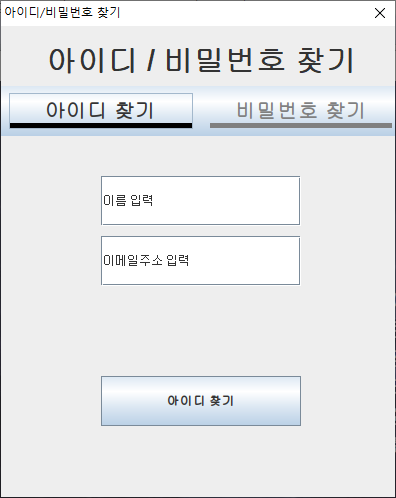 아이디/비밀번호 찾기
아이디 / 비밀번호 찾기
아이디 찾기 비밀번호 찾기
이름 입력
이메일주소 입력
아이디 찾기